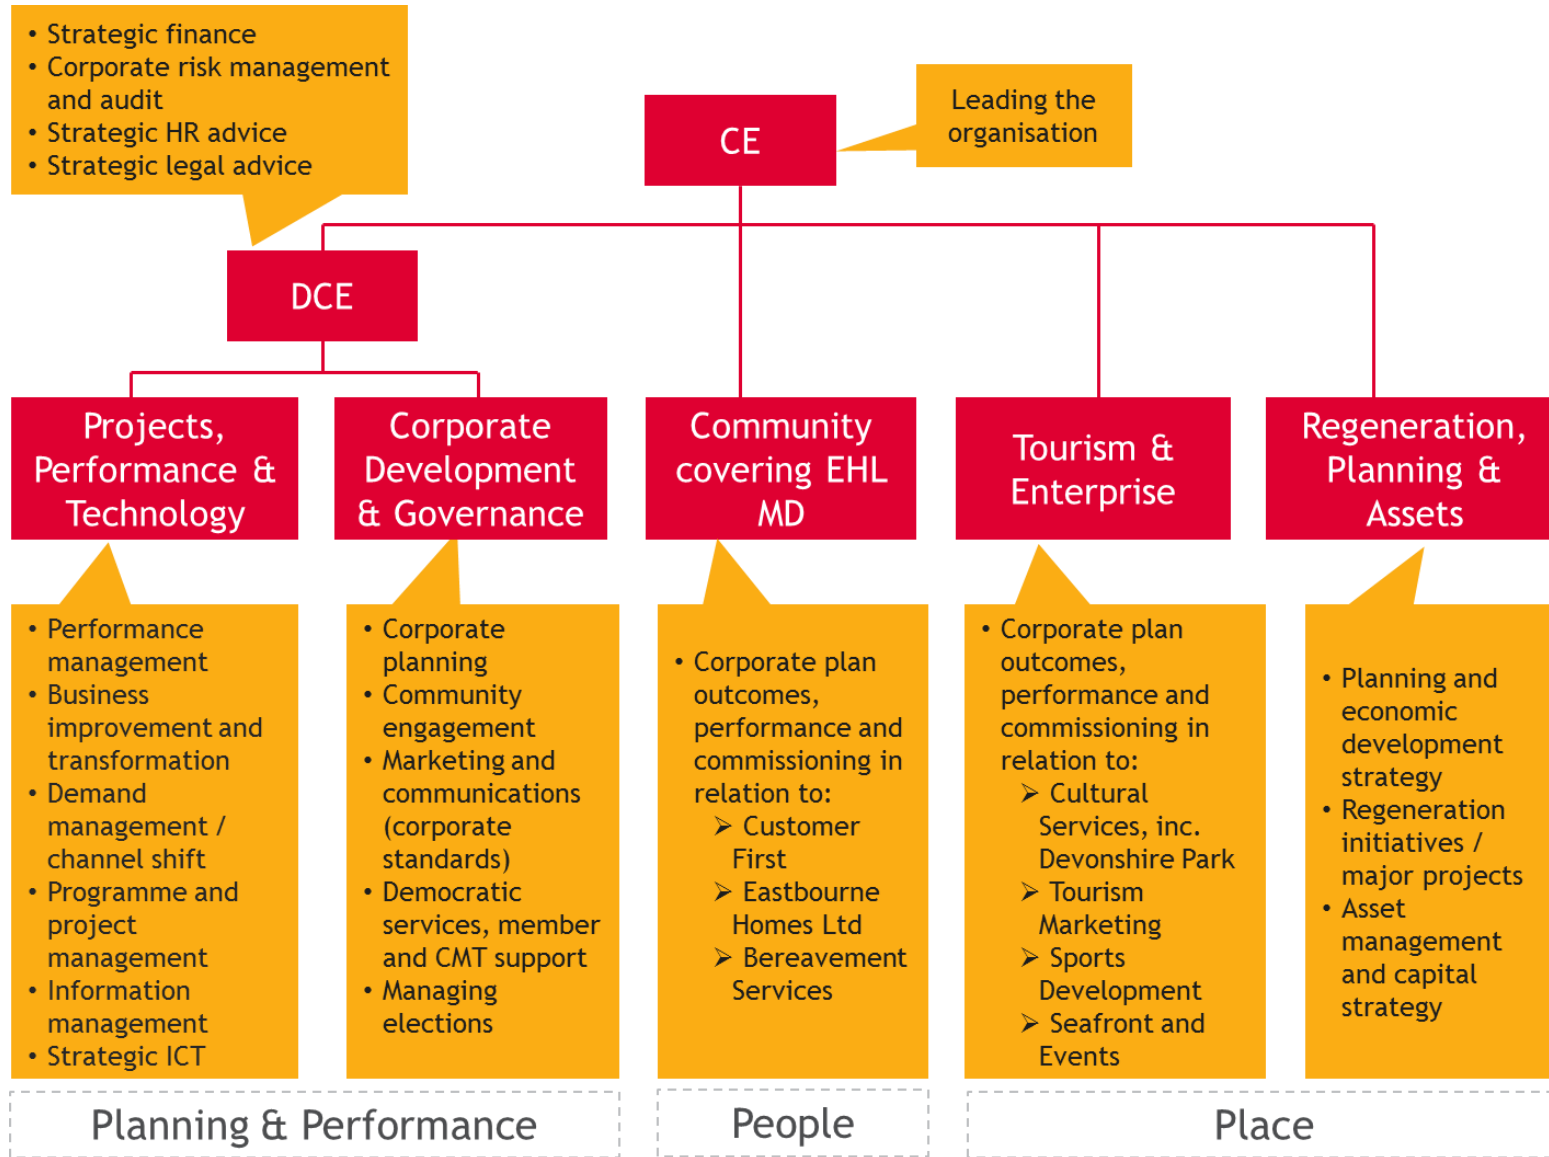 • Strategic finance
• Corporate risk management
and audit
• Strategic HR advice
• Strategic legal advice
CE
Leading the
organisation
DCE
Projects,
Performance &
Technology
Corporate
Development
& Governance
Community
covering EHL
MD
Tourism &
Enterprise
Regeneration,
Planning &
Assets
• Performance
management
• Business
improvement and
transformation
• Demand
management /
channel shift
• Programme and
project
management
• Information
management
• Strategic ICT
• Corporate
planning
• Community
engagement
• Marketing and
communications
(corporate
standards)
• Democratic
services, member
and CMT support
• Managing
elections
• Corporate plan
outcomes,
performance and
commissioning in
relation to:
➢ Customer
First
➢ Eastbourne
Homes Ltd
➢ Bereavement
Services
• Corporate plan
outcomes,
performance and
commissioning in
relation to:
➢ Cultural
Services, inc.
Devonshire Park
➢ Tourism
Marketing
➢ Sports
Development
➢ Seafront and
Events
• Planning and
economic
development
strategy
• Regeneration
initiatives /
major projects
• Asset
management
and capital
strategy
Planning & Performance
People
Place